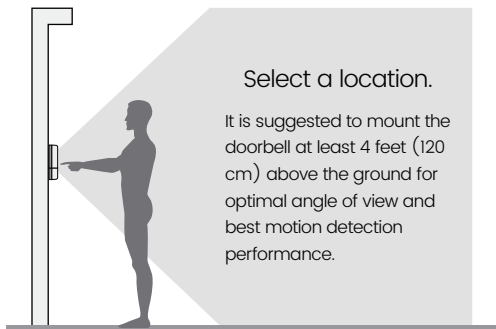 Select a location.
It is suggested to mount the
doorbell at least 4 feet (120
cm) above the ground for
optimal angle of view and
best motion detection
performance.